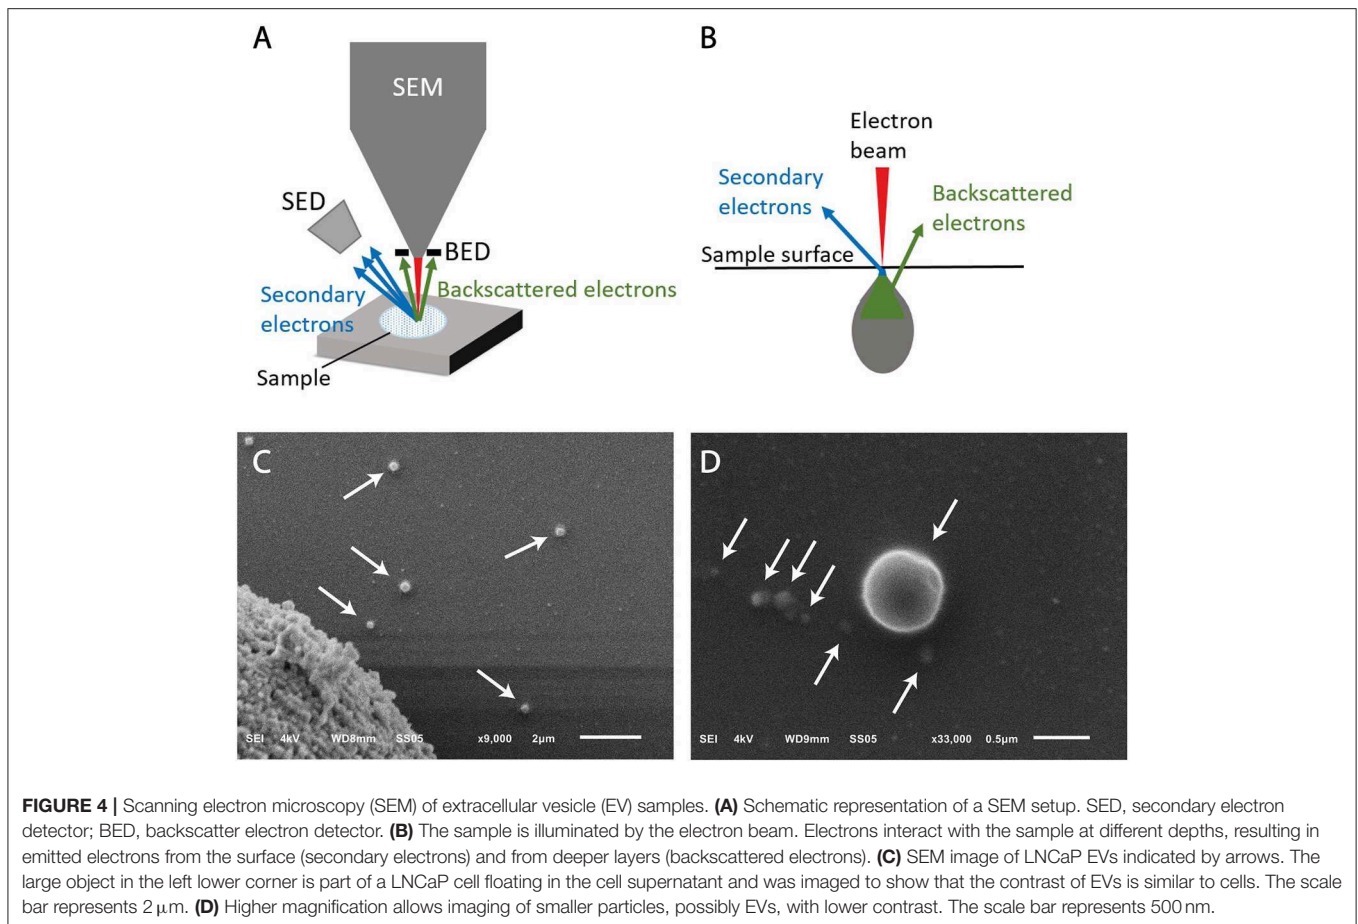 A
SEM
SED
BED
Secondary
electrons
Backscattered electrons
Sample
B
Electron
beam
Secondary
electrons
Backscattered
electrons
Sample surface
C
SEI 4kV WD8mm SS05 x9,000 2μm
D
SEI 4kV WD9mm SS05 x33,000 0.5μm
FIGURE 4 | Scanning electron microscopy (SEM) of extracellular vesicle (EV) samples. (A) Schematic representation of a SEM setup. SED, secondary electron
detector; BED, backscatter electron detector. (B) The sample is illuminated by the electron beam. Electrons interact with the sample at different depths, resulting in
emitted electrons from the surface (secondary electrons) and from deeper layers (backscattered electrons). (C) SEM image of LNCaP EVs indicated by arrows. The
large object in the left lower corner is part of a LNCaP cell floating in the cell supernatant and was imaged to show that the contrast of EVs is similar to cells. The scale
bar represents 2 μm. (D) Higher magnification allows imaging of smaller particles, possibly EVs, with lower contrast. The scale bar represents 500 nm.